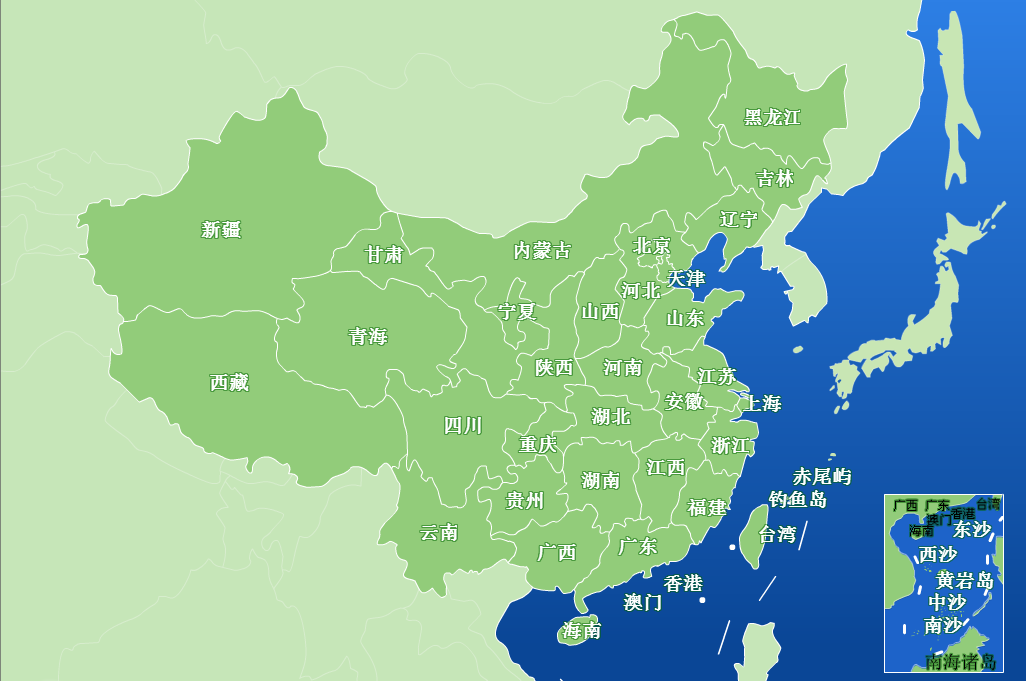 黑龙江
吉林
辽宁
新疆
内蒙古
北京
甘肃
天津
河北
宁夏
山西
山东
青海
陕西
河南
江苏
西藏
安徽
上海
湖北
四川
重庆
浙江
江西
赤尾屿
湖南
钓鱼岛
贵州
福建
云南
台湾
广西
广东
香港
澳门
海南
广西
广东
台湾
香港
澳门
海南
东沙
西沙
黄岩岛
中沙
南沙
南海诸岛